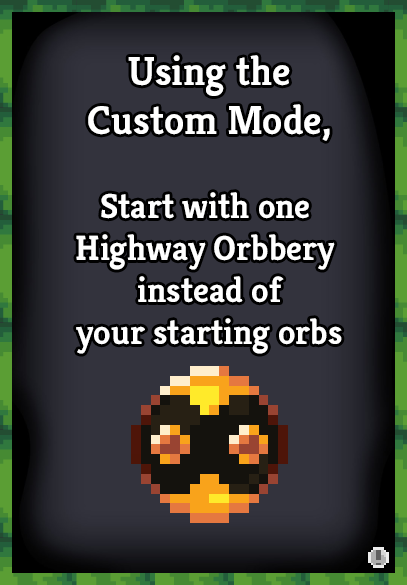 Using the
Custom Mode,
Start with one
Highway Orbbery
instead of
your starting orbs